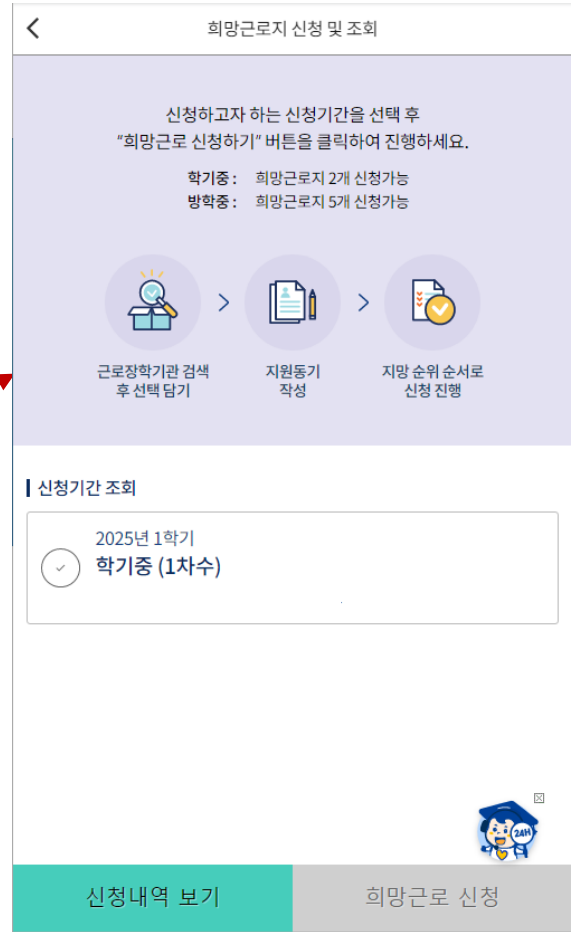 희망근로지 신청 및 조회
신청하고자 하는 신청기간을 선택 후
“희망근로 신청하기” 버튼을 클릭하여 진행하세요.
학기중 : 희망근로지 2개 신청가능
방학중 : 희망근로지 5개 신청가능
근로장학기관 검색
후 선택 담기
지원동기
작성
지망 순위 순서로
신청 진행
신청기간 조회
2025년 1학기
학기중 (1차수)
24H
신청내역 보기
희망근로 신청